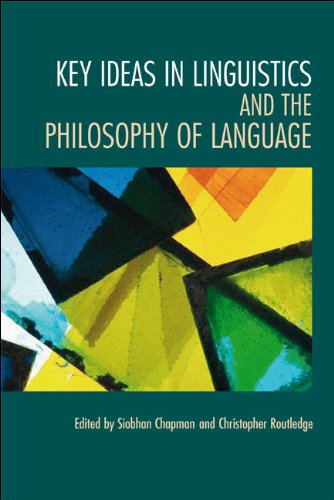 KEY IDEAS IN LINGUISTICS
AND THE
PHILOSOPHY OF LANGUAGE
Edited by Siobhan Chapman and Christopher Routledge